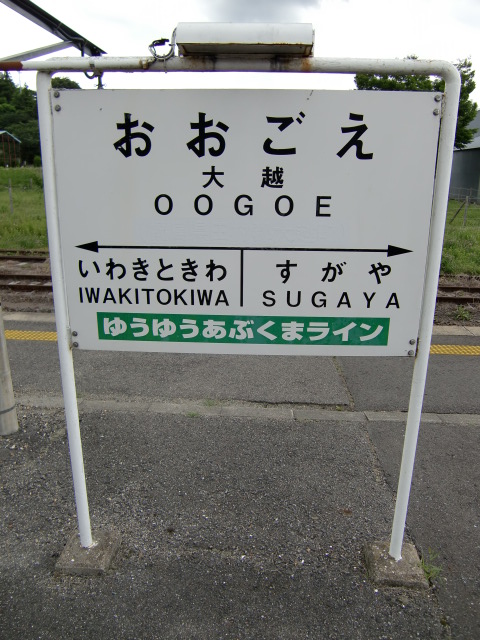 おおごえ
大越
OOGOE
いわきときわ すがや
IWAKITOKIWA SUGAYA
ゆうゆうあぶくまライン